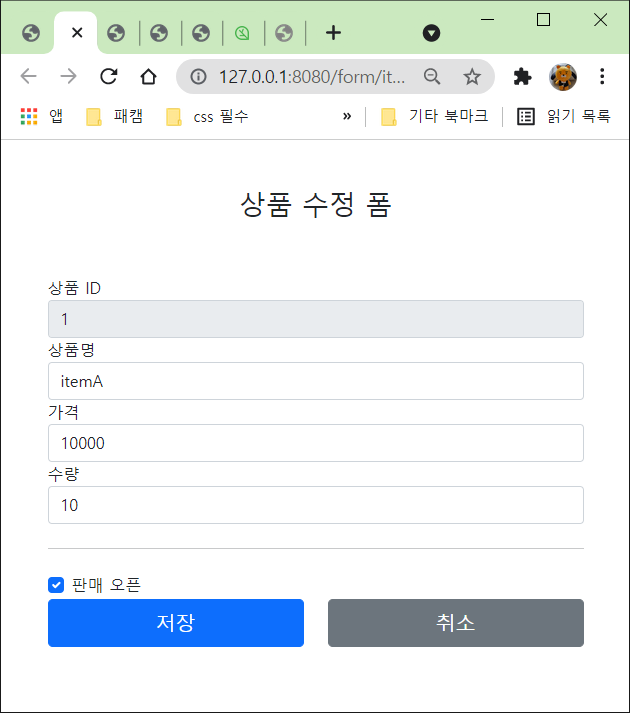 127.0.0.1:8080/form/it...
앱 패캠 css 필수 » 기타 북마크 읽기 목록
상품 수정 폼
상품 ID
1
상품명
itemA
가격
10000
수량
10
판매 오픈
저장 취소